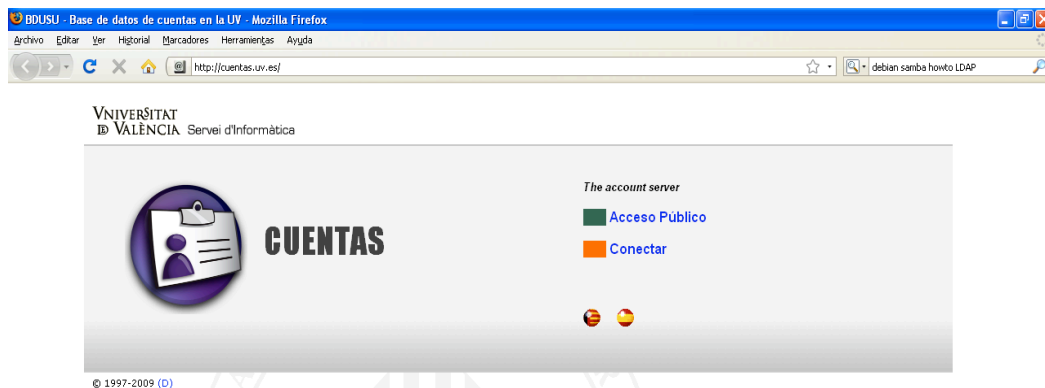 BDUSU - Base de datos de cuentas en la UV - Mozilla Firefox
Archivo Editar Ver Historial Marcadores Herramientas Ayuda
http://cuentas.uv.es/
debian samba howto LDAP
VNIVERSITAT
DE VALÈNCIA Servei d'Informàtica
The account server
Acceso Público
CUENTAS
Conectar
© 1997-2009 (D)